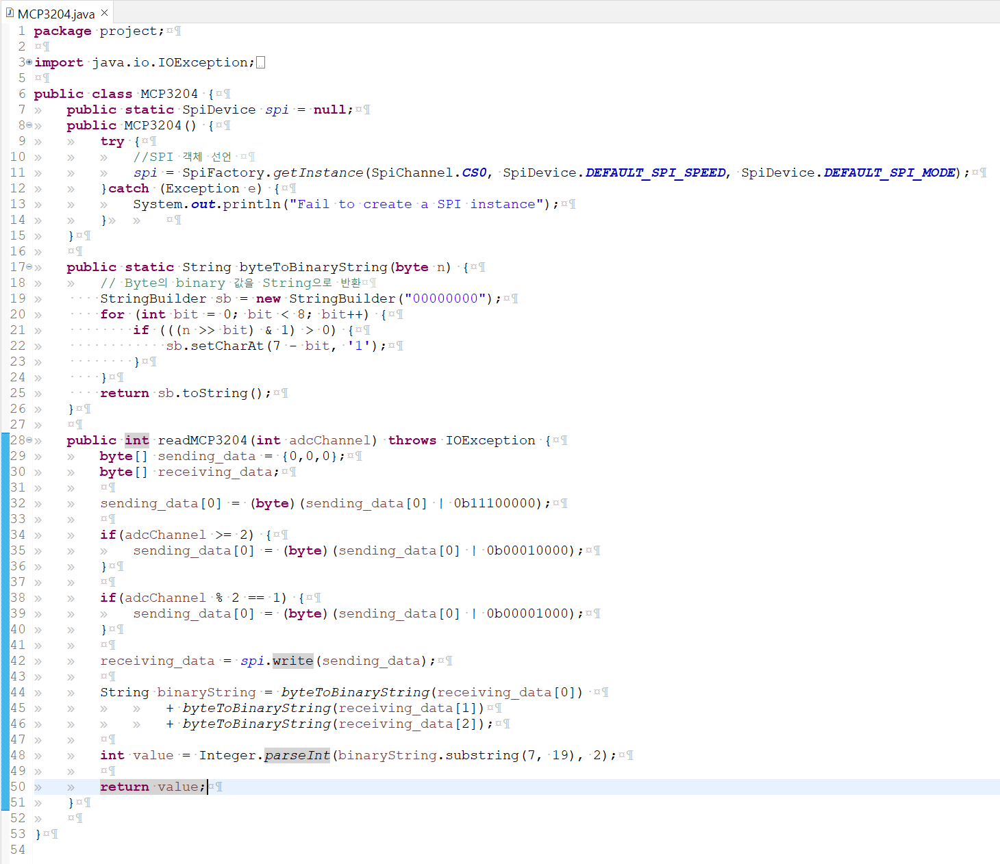 MCP3204.java
1 package project;
2
3 import java.io.IOException;
5
6 public class MCP3204 {
7 public static SpiDevice spi = null;
8 public MCP3204() {
9 try {
10 //SPI 객체 선언
11 spi = SpiFactory.getInstance(SpiChannel.CS0, SpiDevice.DEFAULT_SPI_SPEED, SpiDevice.DEFAULT_SPI_MODE);
12 }catch (Exception e) {
13 System.out.println("Fail to create a SPI instance");
14 }
15 }
16
17 public static String byteToBinaryString(byte n) {
18 // Byte의 binary 값을 String으로 반환
19 StringBuilder sb = new StringBuilder("00000000");
20 for (int bit = 0; bit < 8; bit++) {
21 if (((n >> bit) & 1) > 0) {
22 sb.setCharAt(7 - bit, '1');
23 }
24 }
25 return sb.toString();
26 }
27
28 public int readMCP3204(int adcChannel) throws IOException {
29 byte[] sending_data = {0,0,0};
30 byte[] receiving_data;
31
32 sending_data[0] = (byte)(sending_data[0] | 0b11100000);
33
34 if(adcChannel >= 2) {
35 sending_data[0] = (byte)(sending_data[0] | 0b00010000);
36 }
37
38 if(adcChannel % 2 == 1) {
39 sending_data[0] = (byte)(sending_data[0] | 0b00001000);
40 }
41
42 receiving_data = spi.write(sending_data);
43
44 String binaryString = byteToBinaryString(receiving_data[0])
45 + byteToBinaryString(receiving_data[1])
46 + byteToBinaryString(receiving_data[2]);
47
48 int value = Integer.parseInt(binaryString.substring(7, 19), 2);
49
50 return value;
51 }
52
53 }
54